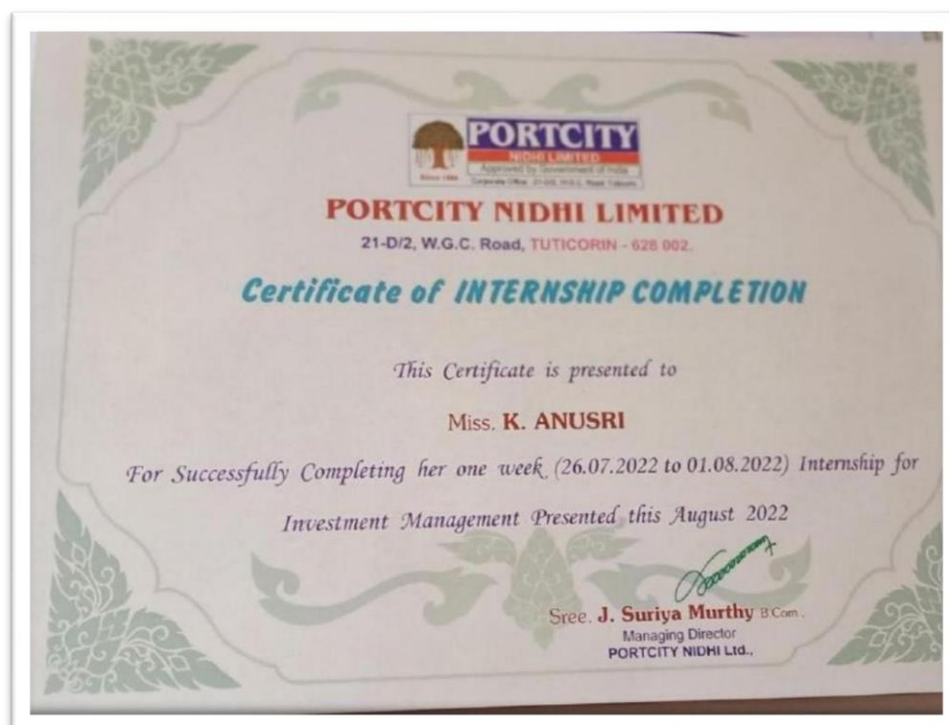 PORTCITY
NIDHI LIMITED
Approved by Government of India
Since 1984
PORTCITY NIDHI LIMITED
21-D/2, W.G.C. Road, TUTICORIN - 628 002.
Certificate of INTERNSHIP COMPLETION
This Certificate is presented to
Miss. K. ANUSRI
For Successfully Completing her one week (26.07.2022 to 01.08.2022) Internship for
Investment Management Presented this August 2022
Sree. J. Suriya Murthy B.Com.
Managing Director
PORTCITY NIDHI Ltd.,